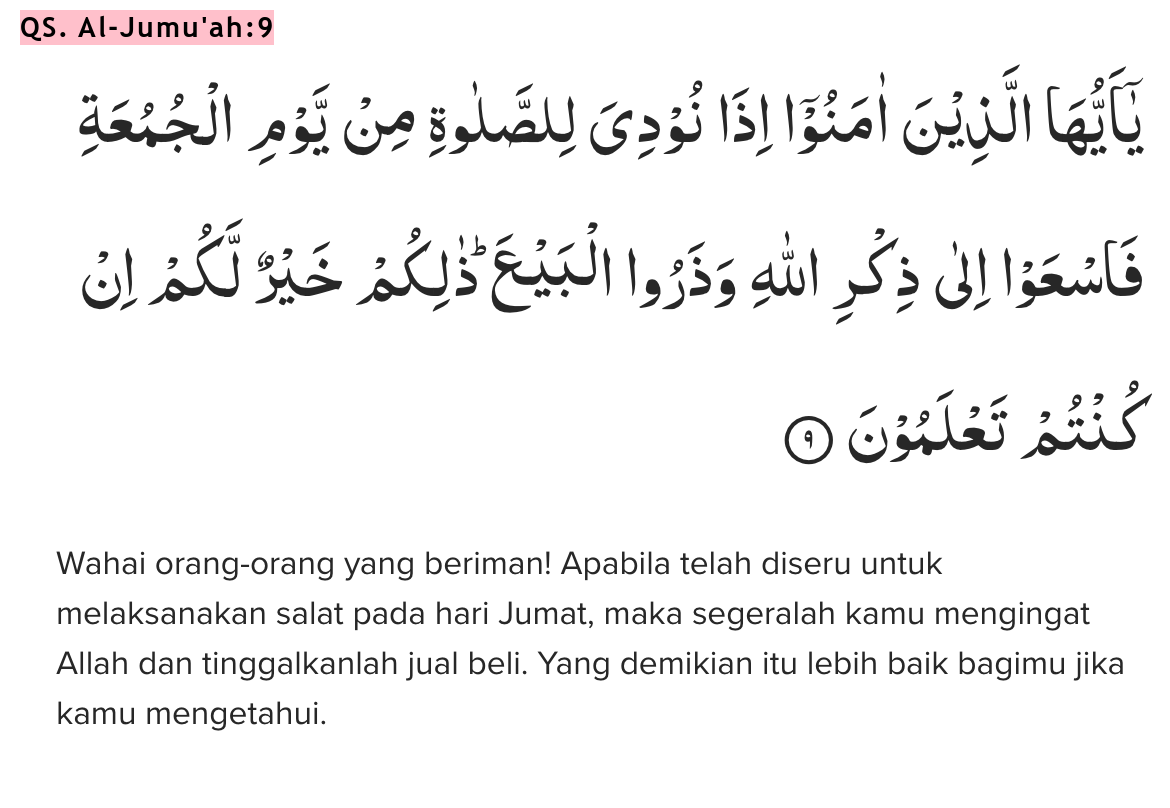 QS. Al-Jumu'ah:9
يٰٓاَيُّهَا الَّذِيْنَ اٰمَنُوْٓا اِذَا نُوْدِيَ لِلصَّلٰوةِ مِنْ يَّوْمِ الْجُمُعَةِ
فَاسْعَوْا اِلٰى ذِكْرِ اللّٰهِ وَذَرُوا الْبَيْعَۗ ذٰلِكُمْ خَيْرٌ لَّكُمْ اِنْ
كُنْتُمْ تَعْلَمُوْنَ ٩
Wahai orang-orang yang beriman! Apabila telah diseru untuk
melaksanakan salat pada hari Jumat, maka segeralah kamu mengingat
Allah dan tinggalkanlah jual beli. Yang demikian itu lebih baik bagimu jika
kamu mengetahui.